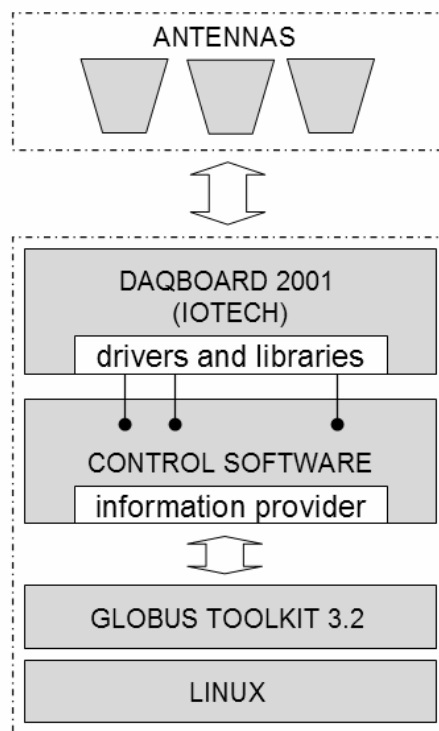 ANTENNAS
DAQBOARD 2001
(IOTECH)
drivers and libraries
CONTROL SOFTWARE
information provider
GLOBUS TOOLKIT 3.2
LINUX